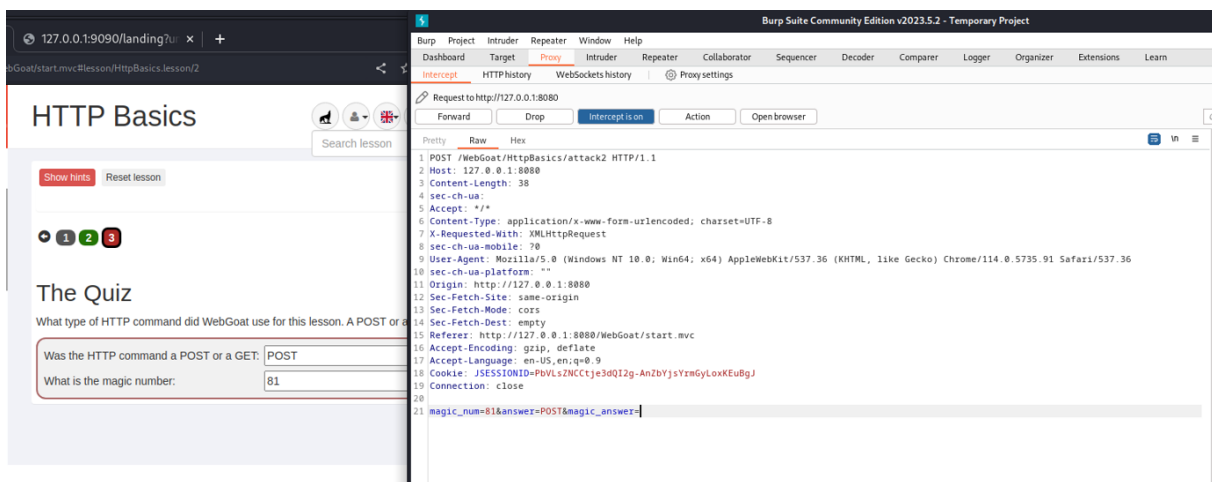 127.0.0.1:9090/landing?u
bGoat/start.mvc#lesson/HttpBasics.lesson/2
HTTP Basics
Search lesson
Show hints Reset lesson
1 2 3
The Quiz
What type of HTTP command did WebGoat use for this lesson. A POST or a
Was the HTTP command a POST or a GET: POST
What is the magic number: 81
Burp Suite Community Edition v2023.5.2 - Temporary Project
Burp Project Intruder Repeater Window Help
Dashboard Target Proxy Intruder Repeater Collaborator Sequencer Decoder Comparer Logger Organizer Extensions Learn
Intercept HTTP history WebSockets history Proxy settings
Request to http://127.0.0.1:8080
Forward Drop Intercept is on Action Open browser
Pretty Raw Hex \n
1 POST /WebGoat/HttpBasics/attack2 HTTP/1.1
2 Host: 127.0.0.1:8080
3 Content-Length: 38
4 sec-ch-ua:
5 Accept: */*
6 Content-Type: application/x-www-form-urlencoded; charset=UTF-8
7 X-Requested-With: XMLHttpRequest
8 sec-ch-ua-mobile: ?0
9 User-Agent: Mozilla/5.0 (Windows NT 10.0; Win64; x64) AppleWebKit/537.36 (KHTML, like Gecko) Chrome/114.0.5735.91 Safari/537.36
10 sec-ch-ua-platform: ""
11 Origin: http://127.0.0.1:8080
12 Sec-Fetch-Site: same-origin
13 Sec-Fetch-Mode: cors
14 Sec-Fetch-Dest: empty
15 Referer: http://127.0.0.1:8080/WebGoat/start.mvc
16 Accept-Encoding: gzip, deflate
17 Accept-Language: en-US,en;q=0.9
18 Cookie: JSESSIONID=PbVLsZNCCtje3dQI2g-AnZbYjsYrmGyLoxKEuBgJ
19 Connection: close
20
21 magic_num=81&answer=POST&magic_answer=